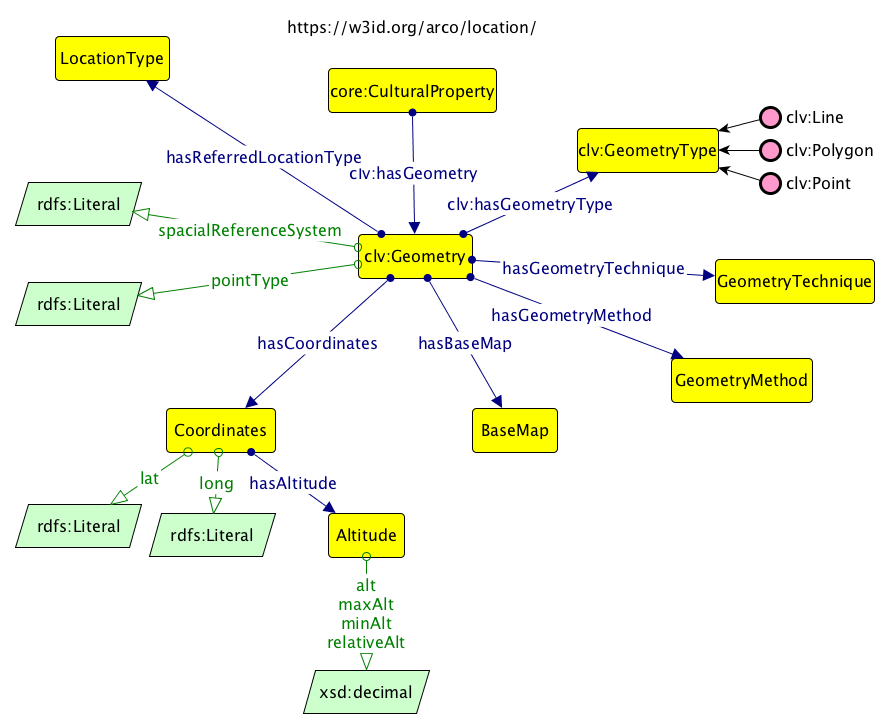 https://w3id.org/arco/location/
LocationType
core:CulturalProperty
clv:Line
clv:GeometryType
clv:Polygon
hasReferredLocationType
clv:hasGeometry
clv:Point
rdfs:Literal
clv:hasGeometryType
spacialReferenceSystem
clv:Geometry
hasGeometryTechnique
pointType
GeometryTechnique
rdfs:Literal
hasGeometryMethod
hasCoordinates
hasBaseMap
GeometryMethod
Coordinates
BaseMap
lat
long
hasAltitude
rdfs:Literal
rdfs:Literal
Altitude
alt
maxAlt
minAlt
relativeAlt
xsd:decimal